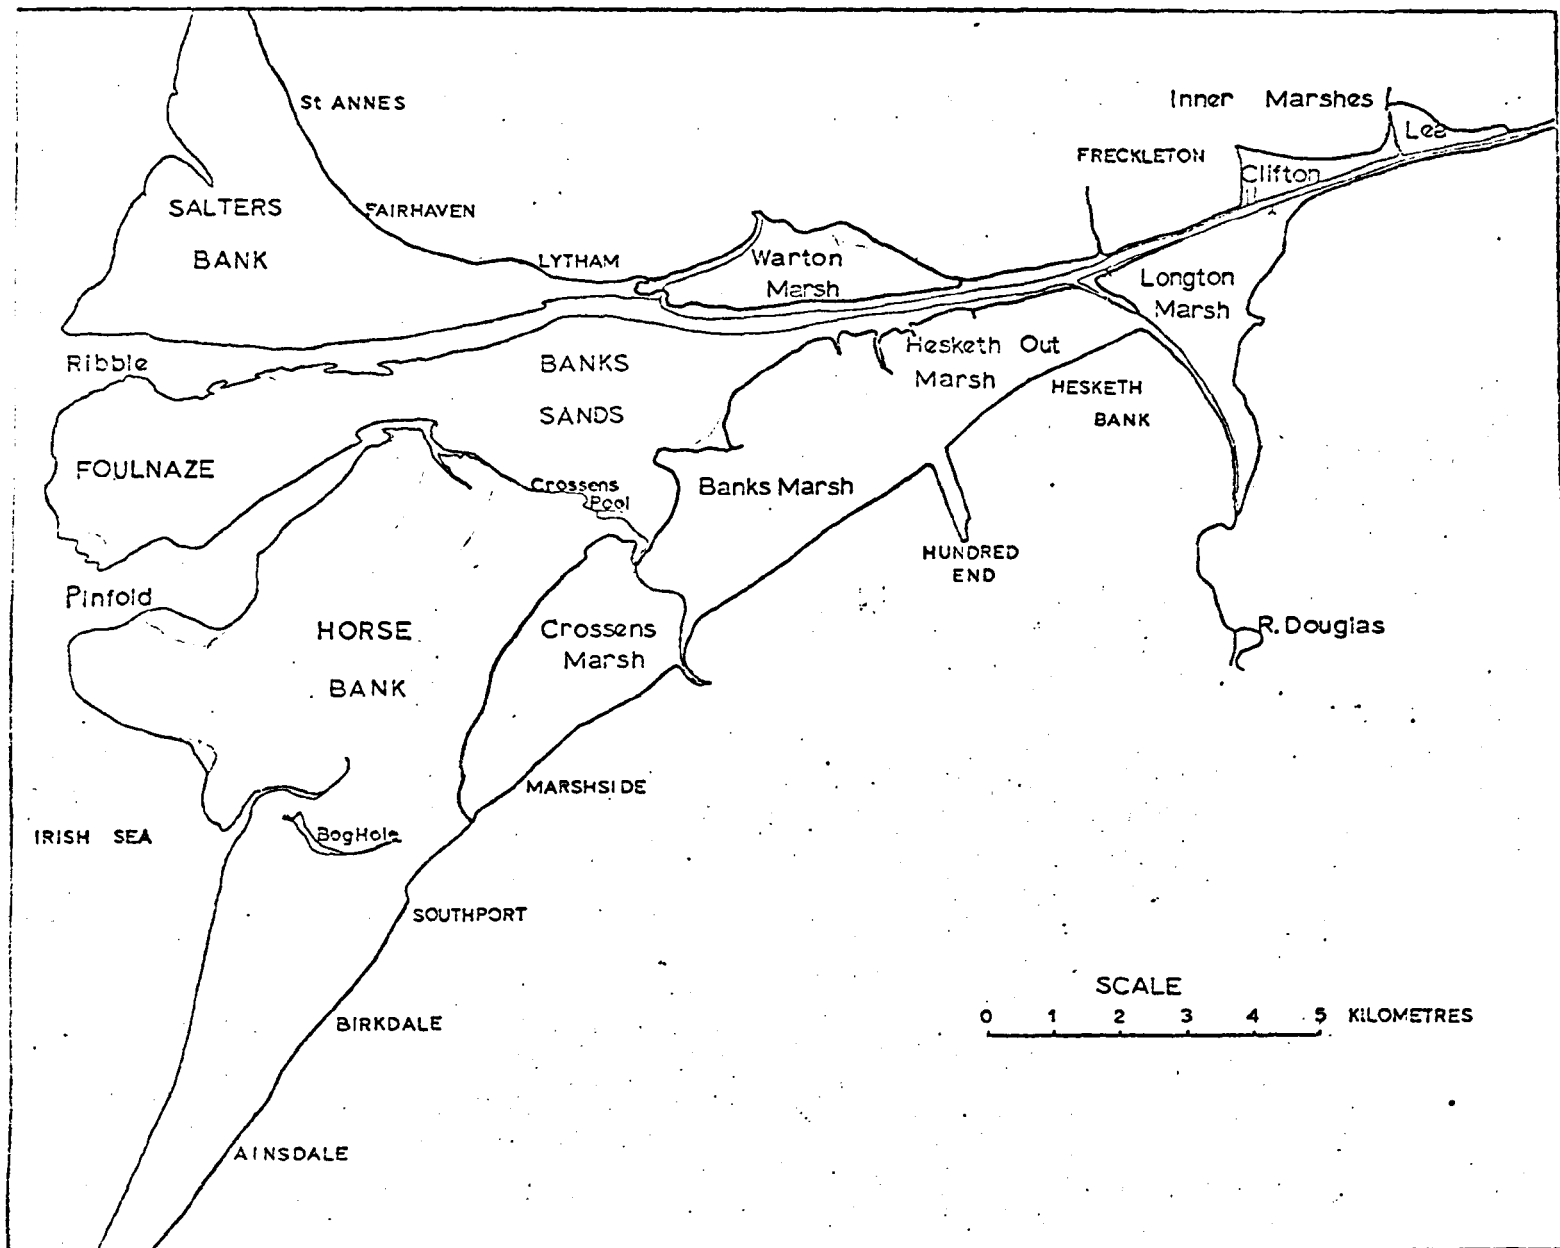 Inner Marshes
St ANNES
Lea
FRECKLETON
Clifton
SALTERS
BANK
FAIRHAVEN
LYTHAM
Warton
Marsh
Longton
Marsh
Ribble
BANKS
SANDS
Hesketh Out
Marsh
HESKETH
BANK
FOULNAZE
Crossens
Pool
Banks Marsh
HUNDRED
END
Pinfold
HORSE
BANK
Crossens
Marsh
R. Douglas
MARSHSIDE
IRISH SEA
Bog Hole
SOUTHPORT
SCALE
0 1 2 3 4 5 KILOMETRES
BIRKDALE
AINSDALE